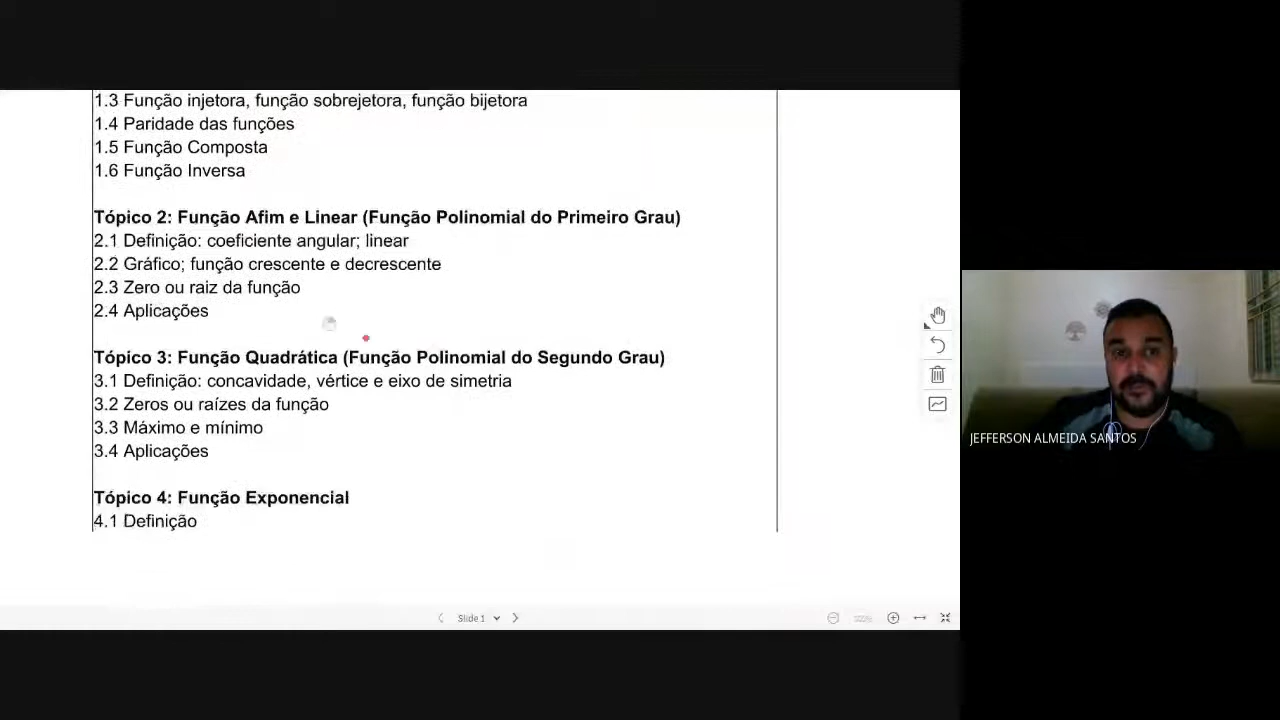 1.3 Função injetora, função sobrejetora, função bijetora
1.4 Paridade das funções
1.5 Função Composta
1.6 Função Inversa
Tópico 2: Função Afim e Linear (Função Polinomial do Primeiro Grau)
2.1 Definição: coeficiente angular; linear
2.2 Gráfico; função crescente e decrescente
2.3 Zero ou raiz da função
2.4 Aplicações
Tópico 3: Função Quadrática (Função Polinomial do Segundo Grau)
3.1 Definição: concavidade, vértice e eixo de simetria
3.2 Zeros ou raízes da função
3.3 Máximo e mínimo
3.4 Aplicações
Tópico 4: Função Exponencial
4.1 Definição
Slide 1
JEFFERSON ALMEIDA SANTOS